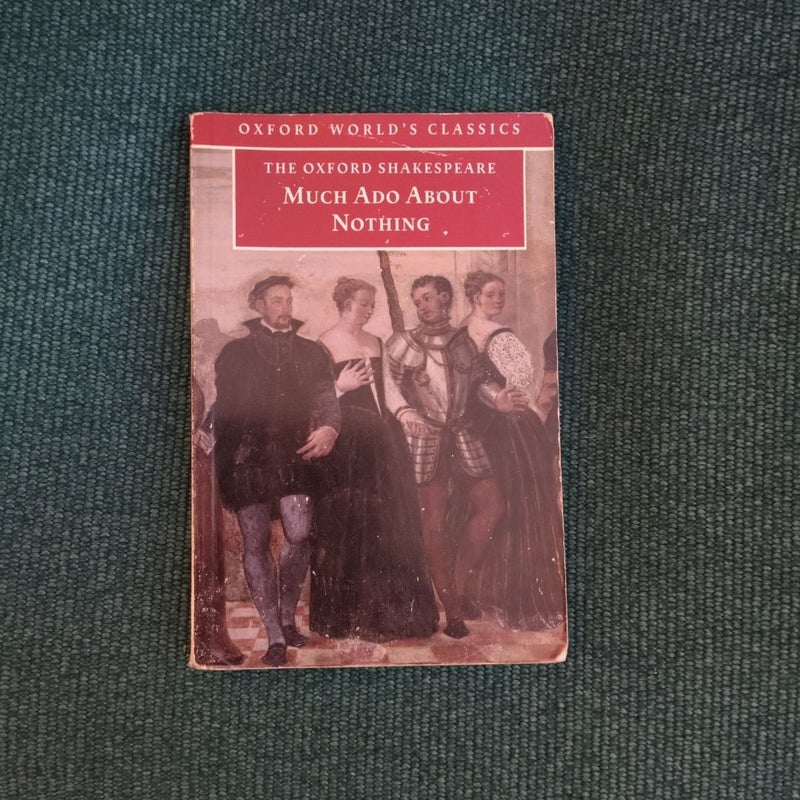 OXFORD WORLD'S CLASSICS
THE OXFORD SHAKESPEARE
MUCH ADO ABOUT
NOTHING